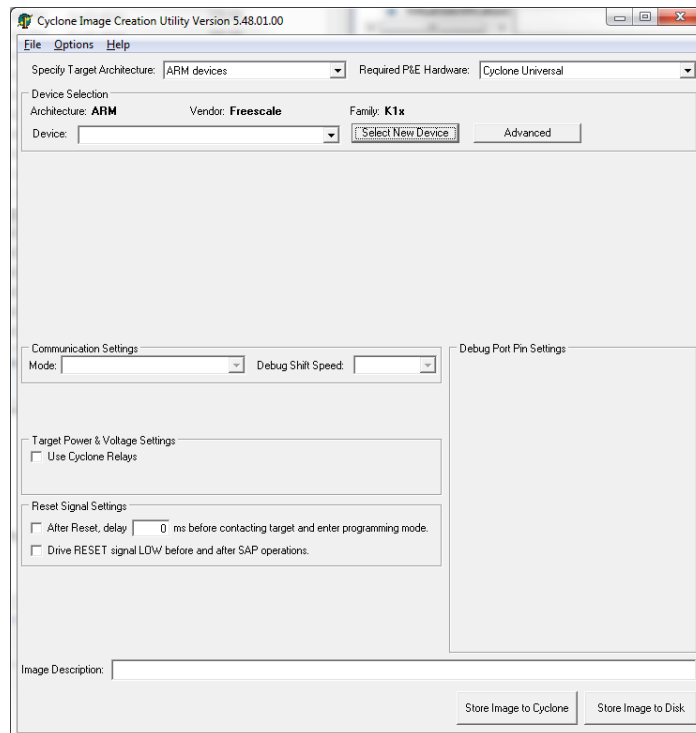 Cyclone Image Creation Utility Version 5.48.01.00
File Options Help
Specify Target Architecture: ARM devices Required P&E Hardware: Cyclone Universal
Device Selection
Architecture: ARM Vendor: Freescale Family: K1x
Device: Select New Device Advanced
Communication Settings Debug Port Pin Settings
Mode: Debug Shift Speed:
Target Power & Voltage Settings
Use Cyclone Relays
Reset Signal Settings
After Reset, delay 0 ms before contacting target and enter programming mode.
Drive RESET signal LOW before and after SAP operations.
Image Description:
Store Image to Cyclone Store Image to Disk